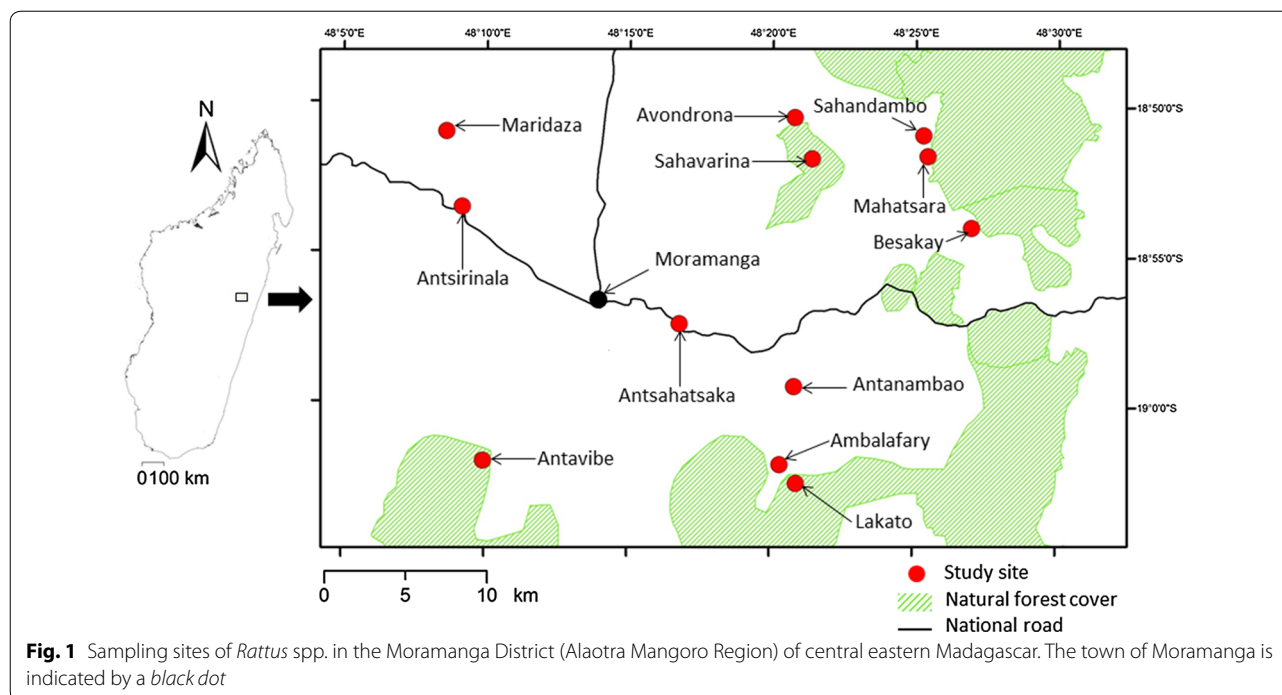 48°5'0"E 48°10'0"E 48°15'0"E 48°20'0"E 48°25'0"E 48°30'0"E
N
Maridaza
Avondrona
Sahandambo
18°50'0"S
Sahavarina
Mahatsara
Besakay
Antsirinala
Moramanga
18°55'0"S
Antsahatsaka
Antanambao
19°00'0"S
Ambalafary
Antavibe
Lakato
0 100 km
0 5 10 km
Study site
Natural forest cover
National road
Fig. 1 Sampling sites of Rattus spp. in the Moramanga District (Alaotra Mangoro Region) of central eastern Madagascar. The town of Moramanga is
indicated by a black dot